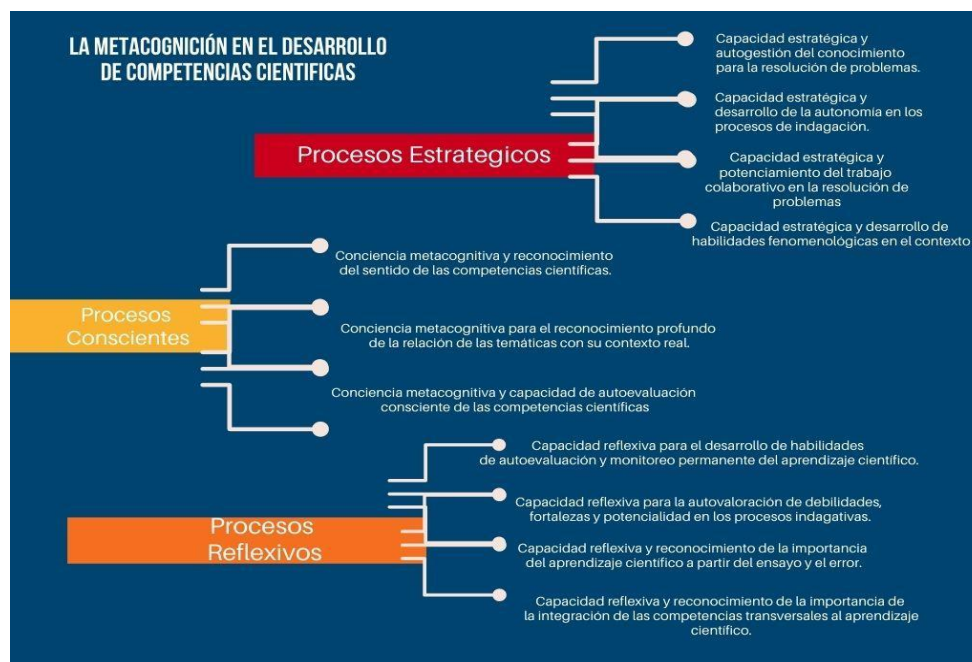 LA METACOGNICIÓN EN EL DESARROLLO
DE COMPETENCIAS CIENTIFICAS
Procesos Estrategicos
Capacidad estratégica y
autogestión del conocimiento
para la resolución de problemas.
Capacidad estratégica y
desarrollo de la autonomía en los
procesos de indagación.
Capacidad estratégica y
potenciamiento del trabajo
colaborativo en la resolución de
problemas
Capacidad estratégica y desarrollo de
habilidades fenomenológicas en el contexto
Procesos
Conscientes
Conciencia metacognitiva y reconocimiento
del sentido de las competencias científicas.
Conciencia metacognitiva para el reconocimiento profundo
de la relación de las temáticas con su contexto real.
Conciencia metacognitiva y capacidad de autoevaluación
consciente de las competencias científicas
Procesos
Reflexivos
Capacidad reflexiva para el desarrollo de habilidades
de autoevaluación y monitoreo permanente del aprendizaje científico.
Capacidad reflexiva para la autovaloración de debilidades,
fortalezas y potencialidad en los procesos indagativas.
Capacidad reflexiva y reconocimiento de la importancia
del aprendizaje científico a partir del ensayo y el error.
Capacidad reflexiva y reconocimiento de la importancia de
la integración de las competencias transversales al aprendizaje
científico.